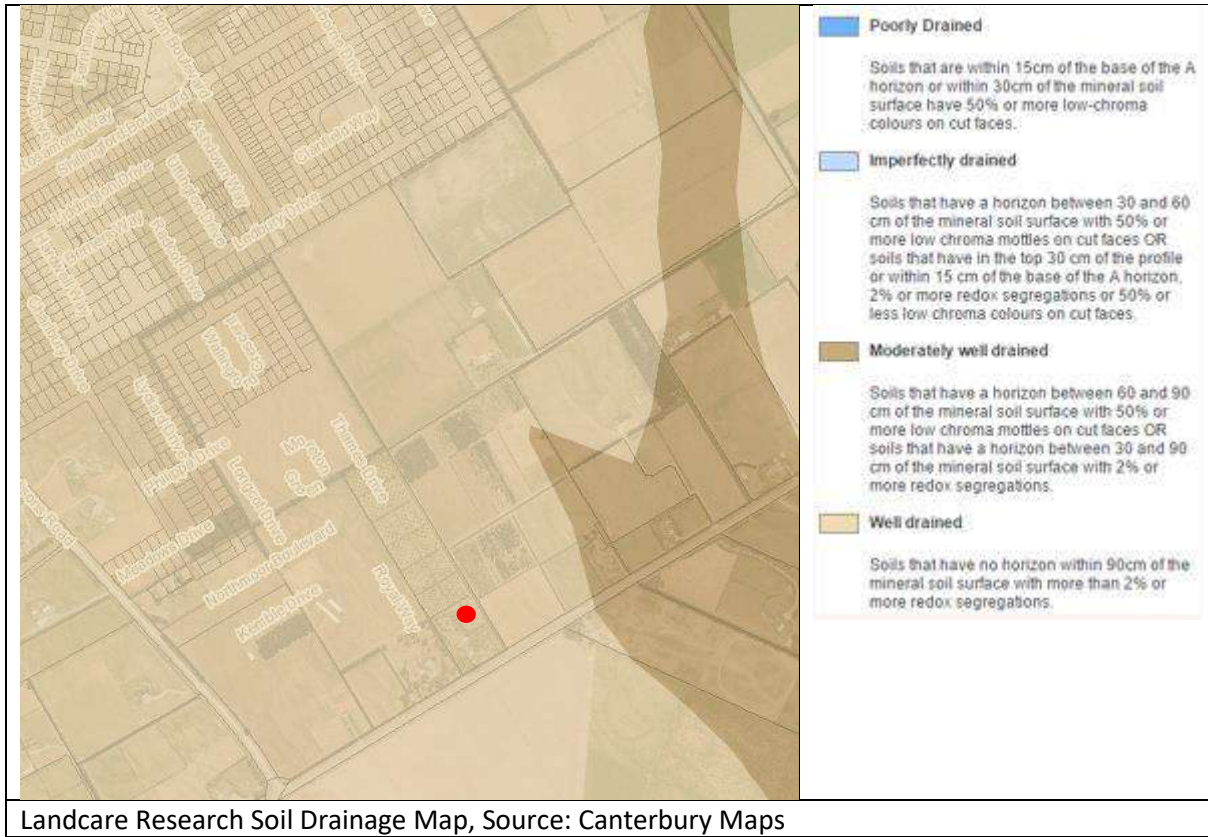 Poorly Drained
Soils that are within 15cm of the base of the A
horizon or within 30cm of the mineral soil
surface have 50% or more low-chroma
colours on cut faces.
Imperfectly drained
Soils that have a horizon between 30 and 60
cm of the mineral soil surface with 50% or
more low chroma mottles on cut faces OR
soils that have in the top 30 cm of the profile
or within 15 cm of the base of the A horizon,
2% or more redox segregations or 50% or
less low chroma colours on cut faces.
Moderately well drained
Soils that have a horizon between 60 and 90
cm of the mineral soil surface with 50% or
more low chroma mottles on cut faces OR
soils that have a horizon between 30 and 90
cm of the mineral soil surface with 2% or
more redox segregations.
Well drained
Soils that have no horizon within 90cm of the
mineral soil surface with more than 2% or
more redox segregations.
Ledbury Drive
Thames Drive
Northmoor Boulevard
Kemble Drive
Meadows Drive
Royal Way
Landcare Research Soil Drainage Map, Source: Canterbury Maps